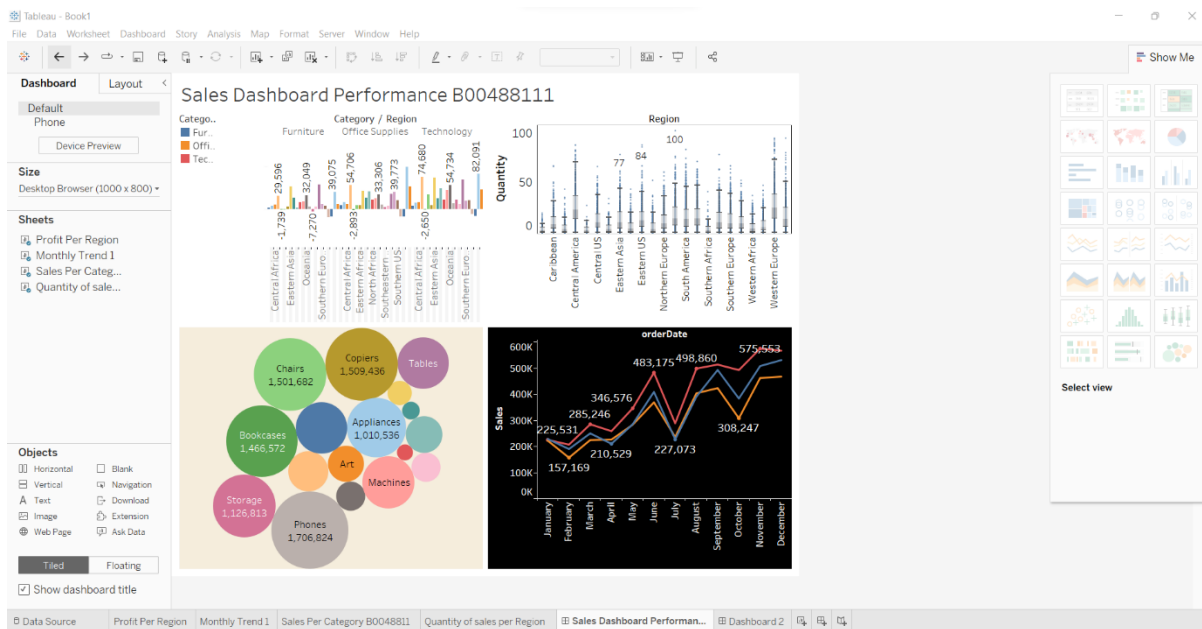 Tableau - Book1
File Data Worksheet Dashboard Story Analysis Map Format Server Window Help
Show Me
Dashboard Layout
Default
Phone
Device Preview
Size
Desktop Browser (1000 x 800)
Sheets
Profit Per Region
Monthly Trend 1
Sales Per Categ...
Quantity of sale...
Objects
Horizontal Blank
Vertical Navigation
Text Download
Image Extension
Web Page Ask Data
Tiled Floating
Show dashboard title
Sales Dashboard Performance B00488111
Catego..
Fur..
Offi..
Tec..
Category / Region
Furniture Office Supplies Technology
29,596 32,049 39,075 54,706 33,306 39,773 74,680 54,734 82,091
-1,739 -7,270 -2,893 -2,650
Central Africa Eastern Asia Oceania Southern Euro.. Central Africa Eastern Africa North Africa Southeastern Southern US Central Africa Eastern Asia Oceania Southern Euro..
Region
Quantity
100
50
0
77 84 100
Caribbean Central America Central US Eastern Asia Eastern US Northern Europe South America Southern Africa Southern Europe Western Africa Western Europe
Copiers
1,509,436
Tables
Chairs
1,501,682
Appliances
1,010,536
Bookcases
1,466,572
Art
Machines
Storage
1,126,813
Phones
1,706,824
orderDate
Sales
600K
500K
400K
300K
200K
100K
0K
225,531 157,169 285,246 210,529 346,576 483,175 227,073 498,860 308,247 575,553
January February March April May June July August September October November December
Select view
Data Source Profit Per Region Monthly Trend 1 Sales Per Category B0048811 Quantity of sales per Region Sales Dashboard Performan... Dashboard 2